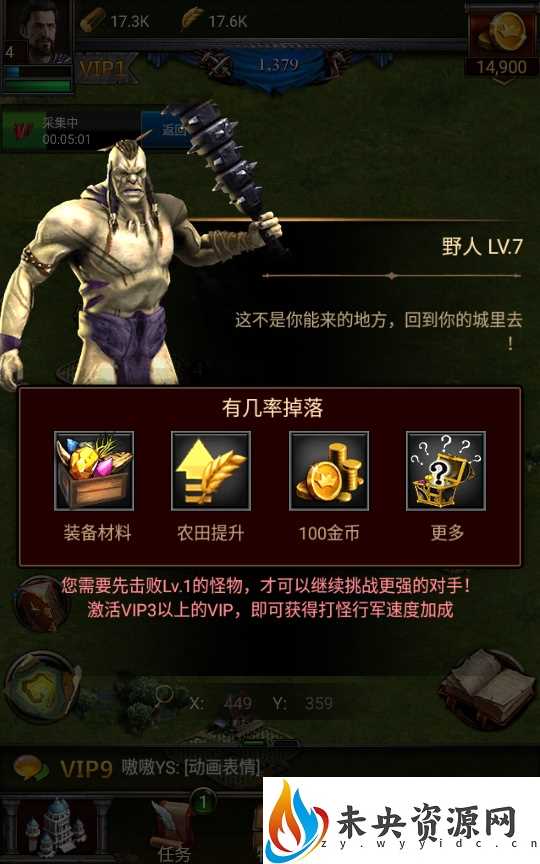 17.3K
17.6K
4
VIP1
1,379
14,900
采集中
00:05:01
返回
野人 LV.7
这不是你能来的地方，回到你的城里去
！
有几率掉落
装备材料
农田提升
100金币
更多
您需要先击败Lv.1的怪物，才可以继续挑战更强的对手！
激活VIP3以上的VIP，即可获得打怪行军速度加成
X: 449 Y: 359
VIP9 嗷嗷YS: [动画表情]
1
任务
未央资源网
zy.wyyidc.cn